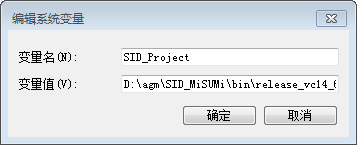 编辑系统变量
变量名(N):
SID_Project
变量值(V):
D:\agm\SID_MiSUMi\bin\release_vc14_6
确定
取消